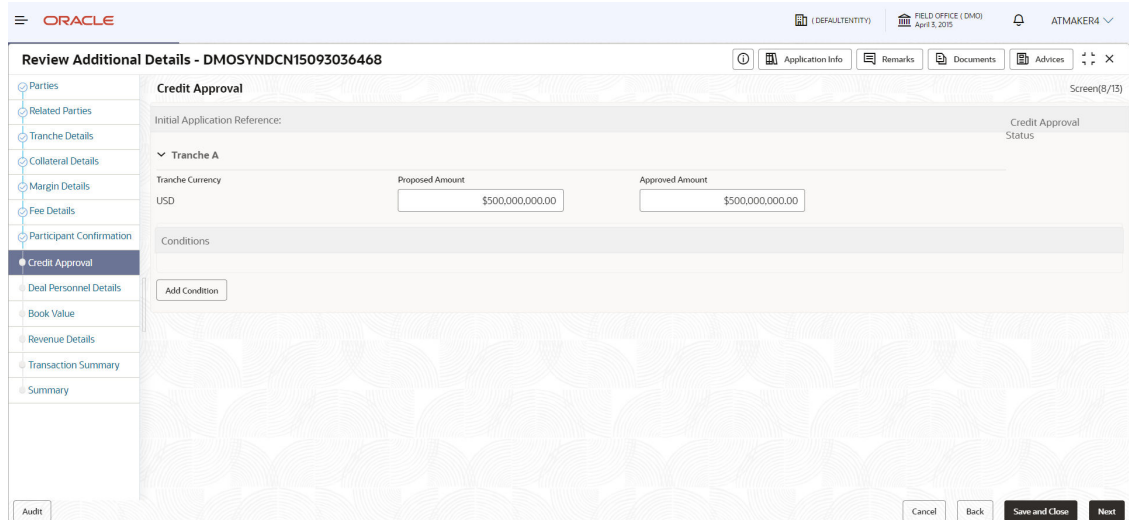 ORACLE
( DEFAULTENTITY)
FIELD OFFICE ( DMO)
April 3, 2015
ATMAKER4
Review Additional Details - DMOSYNDCN15093036468
Application Info
Remarks
Documents
Advices
Parties
Related Parties
Tranche Details
Collateral Details
Margin Details
Fee Details
Participant Confirmation
Credit Approval
Deal Personnel Details
Book Value
Revenue Details
Transaction Summary
Summary
Credit Approval
Screen(8/13)
Initial Application Reference:
Credit Approval
Status
Tranche A
Tranche Currency
Proposed Amount
Approved Amount
USD
$500,000,000.00
$500,000,000.00
Conditions
Add Condition
Audit
Cancel
Back
Save and Close
Next